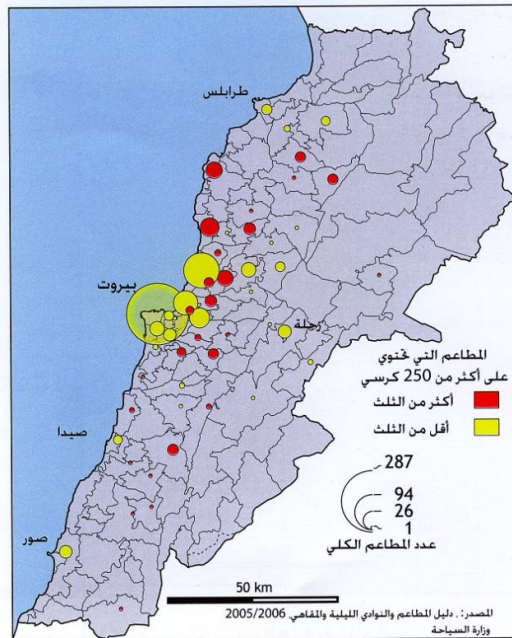 طرابلس
بيروت
زحلة
صيدا
صور
المطاعم التي تحتوي
على أكثر من 250 كرسي
أكثر من الثلث
أقل من الثلث
287
94
26
1
عدد المطاعم الكلي
50 km
المصدر: . دليل المطاعم والنوادي الليلية والمقاهي. 2005/2006
وزارة السياحة